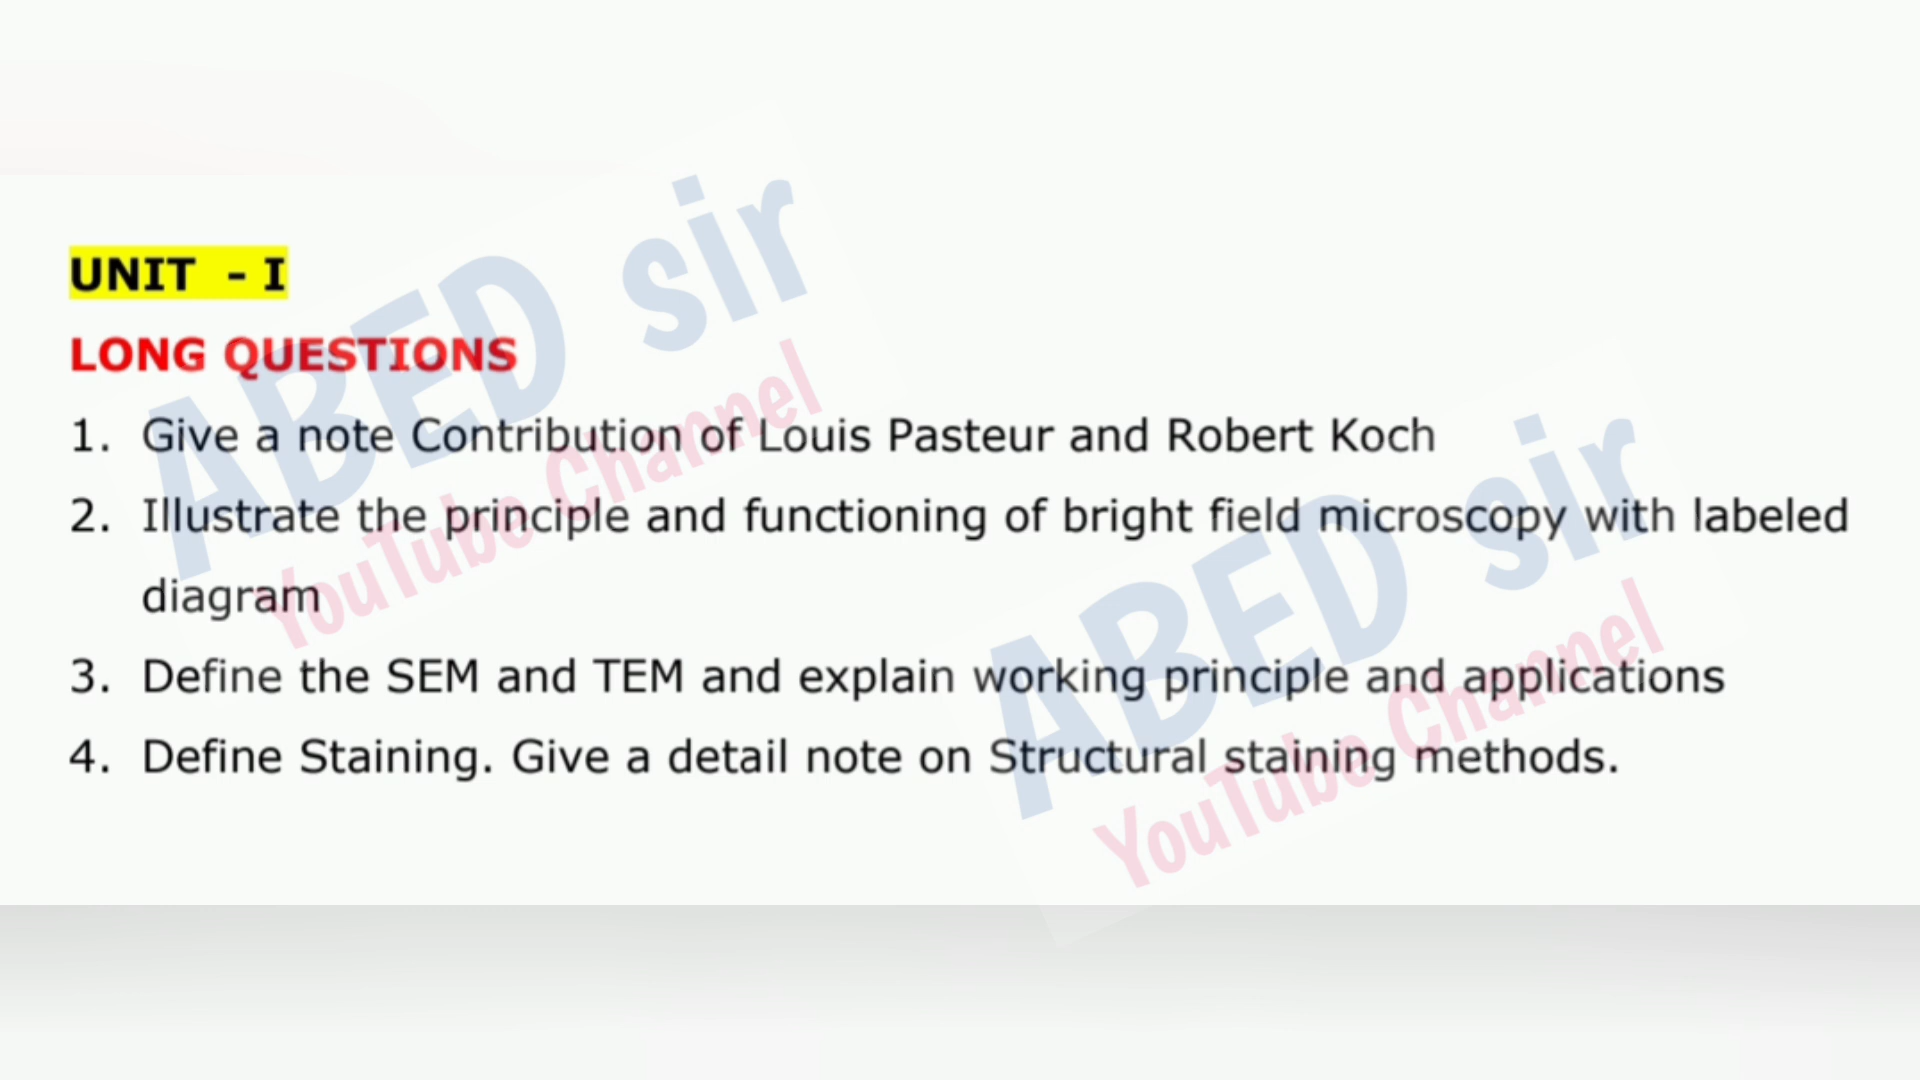 UNIT - I
LONG QUESTIONS
1. Give a note Contribution of Louis Pasteur and Robert Koch
2. Illustrate the principle and functioning of bright field microscopy with labeled
diagram
3. Define the SEM and TEM and explain working principle and applications
4. Define Staining. Give a detail note on Structural staining methods.
ABED sir
YouTube Channel
ABED sir
YouTube Channel